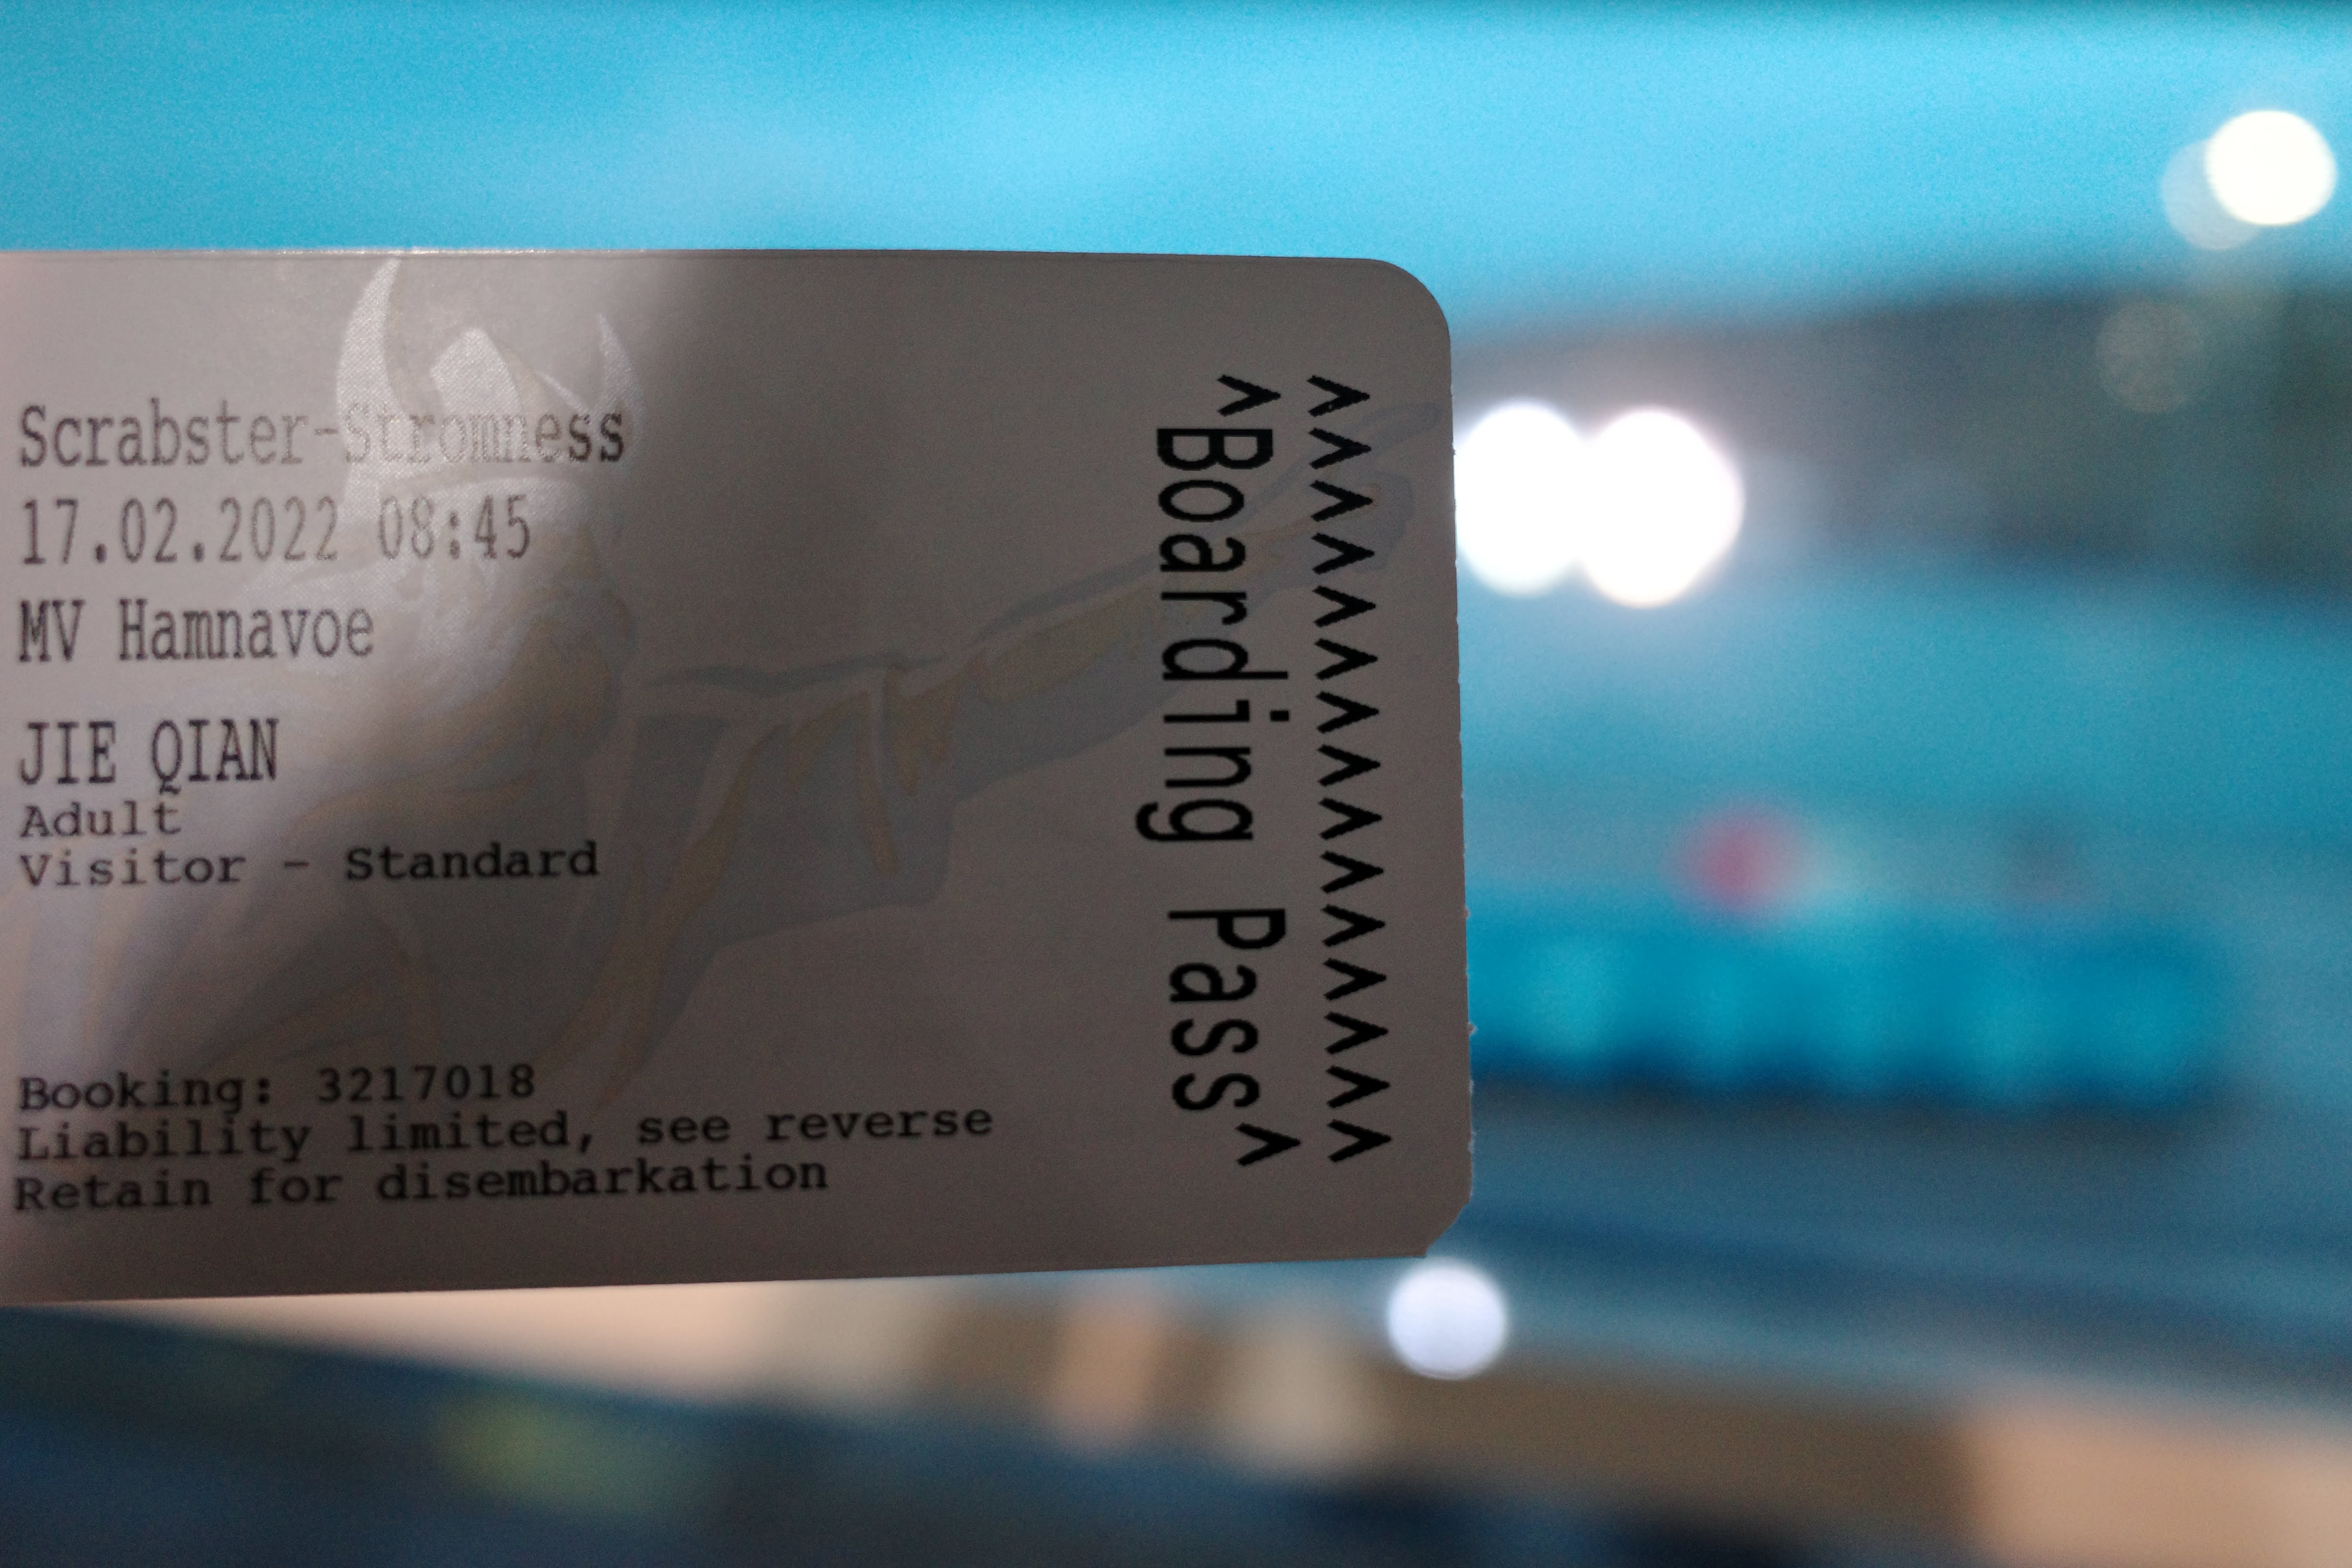 Scrabster-Stromness
17.02.2022 08:45
MV Hamnavoe
JIE QIAN
Adult
Visitor - Standard
Booking: 3217018
Liability limited, see reverse
Retain for disembarkation
<Boarding Pass<
<<<<<<<<<<<<<<<